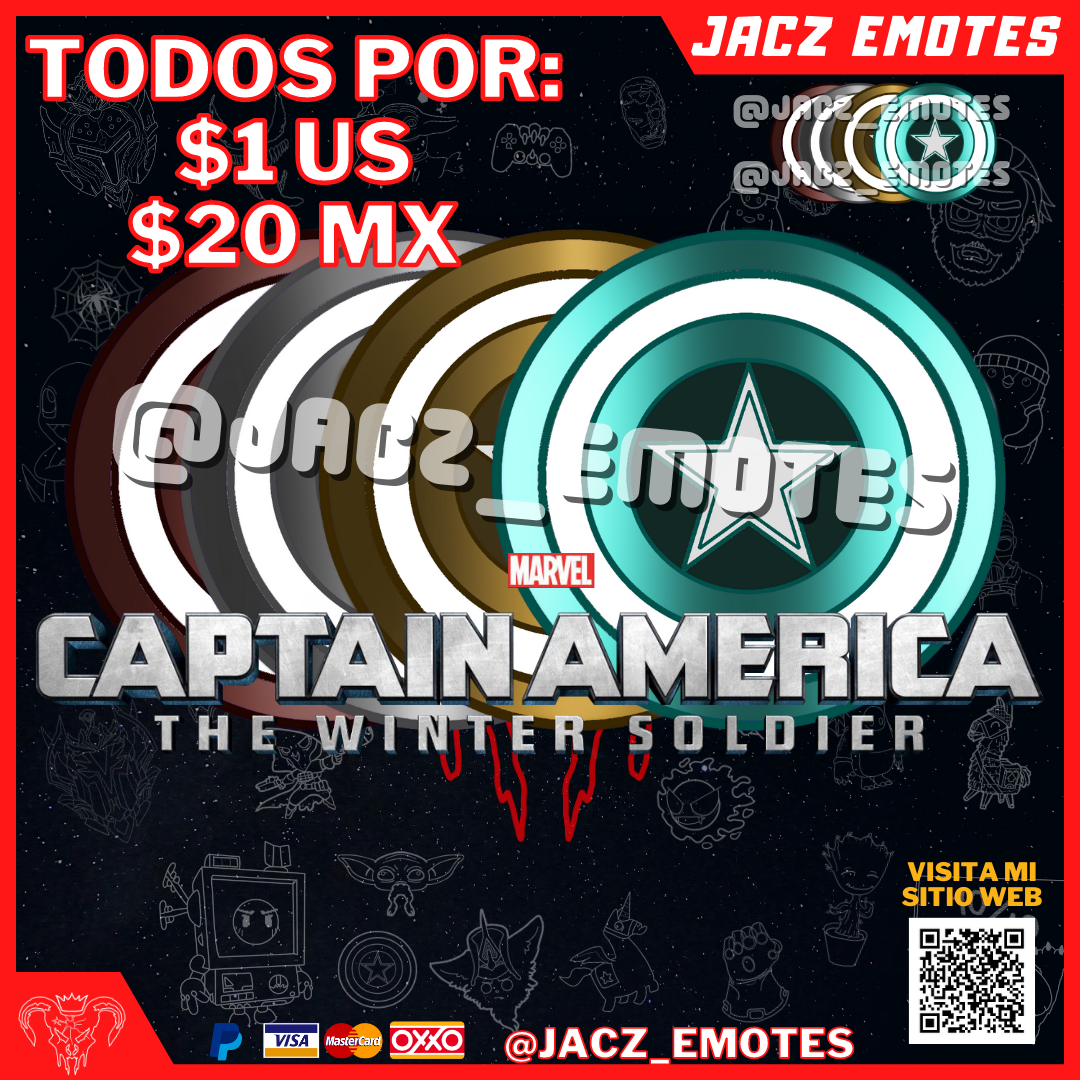 JACZ EMOTES
TODOS POR:
$1 US
$20 MX
@JACZ_EMOTES
@JACZ_EMOTES
@JACZ_EMOTES
MARVEL
CAPTAIN AMERICA
THE WINTER SOLDIER
VISITA MI
SITIO WEB
VISA MasterCard OXXO
@JACZ_EMOTES